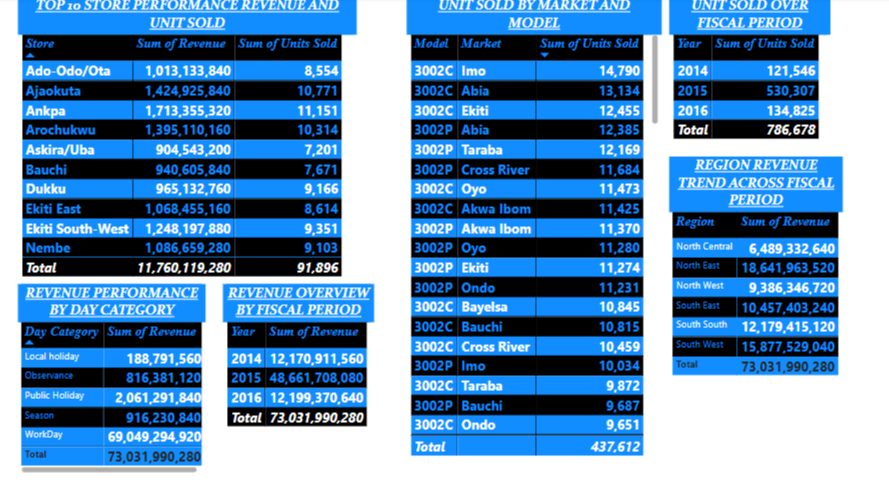 TOP 10 STORE PERFORMANCE REVENUE AND
UNIT SOLD
Store Sum of Revenue Sum of Units Sold
Ado-Odo/Ota 1,013,133,840 8,554
Ajaokuta 1,424,925,840 10,771
Ankpa 1,713,355,320 11,151
Arochukwu 1,395,110,160 10,314
Askira/Uba 904,543,200 7,201
Bauchi 940,605,840 7,671
Dukku 965,132,760 9,166
Ekiti East 1,068,455,160 8,614
Ekiti South-West 1,248,197,880 9,351
Nembe 1,086,659,280 9,103
Total 11,760,119,280 91,896
REVENUE PERFORMANCE
BY DAY CATEGORY
Day Category Sum of Revenue
Local holiday 188,791,560
Observance 816,381,120
Public Holiday 2,061,291,840
Season 916,230,840
WorkDay 69,049,294,920
Total 73,031,990,280
REVENUE OVERVIEW
BY FISCAL PERIOD
Year Sum of Revenue
2014 12,170,911,560
2015 48,661,708,080
2016 12,199,370,640
Total 73,031,990,280
UNIT SOLD BY MARKET AND
MODEL
Model Market Sum of Units Sold
3002C Imo 14,790
3002C Abia 13,134
3002C Ekiti 12,455
3002P Abia 12,385
3002P Taraba 12,169
3002P Cross River 11,684
3002C Oyo 11,473
3002C Akwa Ibom 11,425
3002P Akwa Ibom 11,370
3002P Oyo 11,280
3002P Ekiti 11,274
3002P Ondo 11,231
3002C Bayelsa 10,845
3002C Bauchi 10,815
3002C Cross River 10,459
3002P Imo 10,034
3002C Taraba 9,872
3002P Bauchi 9,687
3002C Ondo 9,651
Total 437,612
UNIT SOLD OVER
FISCAL PERIOD
Year Sum of Units Sold
2014 121,546
2015 530,307
2016 134,825
Total 786,678
REGION REVENUE
TREND ACROSS FISCAL
PERIOD
Region Sum of Revenue
North Central 6,489,332,640
North East 18,641,963,520
North West 9,386,346,720
South East 10,457,403,240
South South 12,179,415,120
South West 15,877,529,040
Total 73,031,990,280